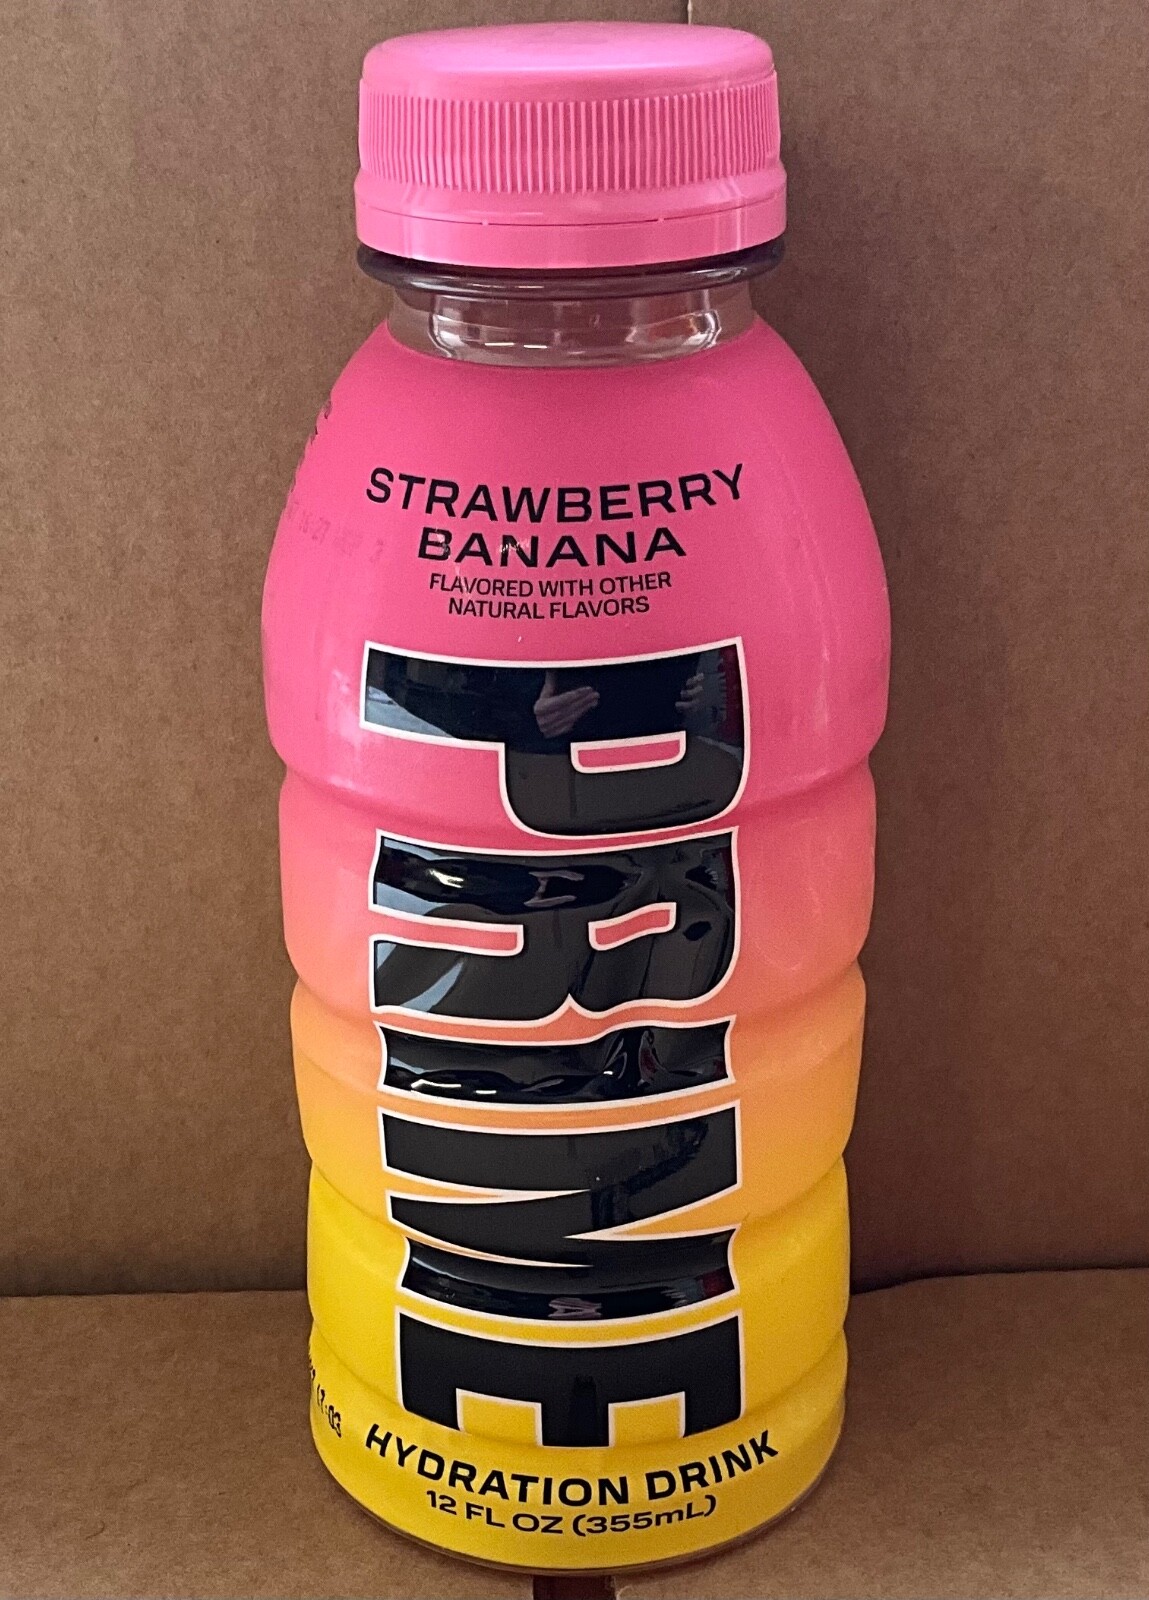 STRAWBERRY
BANANA
FLAVORED WITH OTHER
NATURAL FLAVORS
PRIME
HYDRATION DRINK
12 FL OZ (355mL)